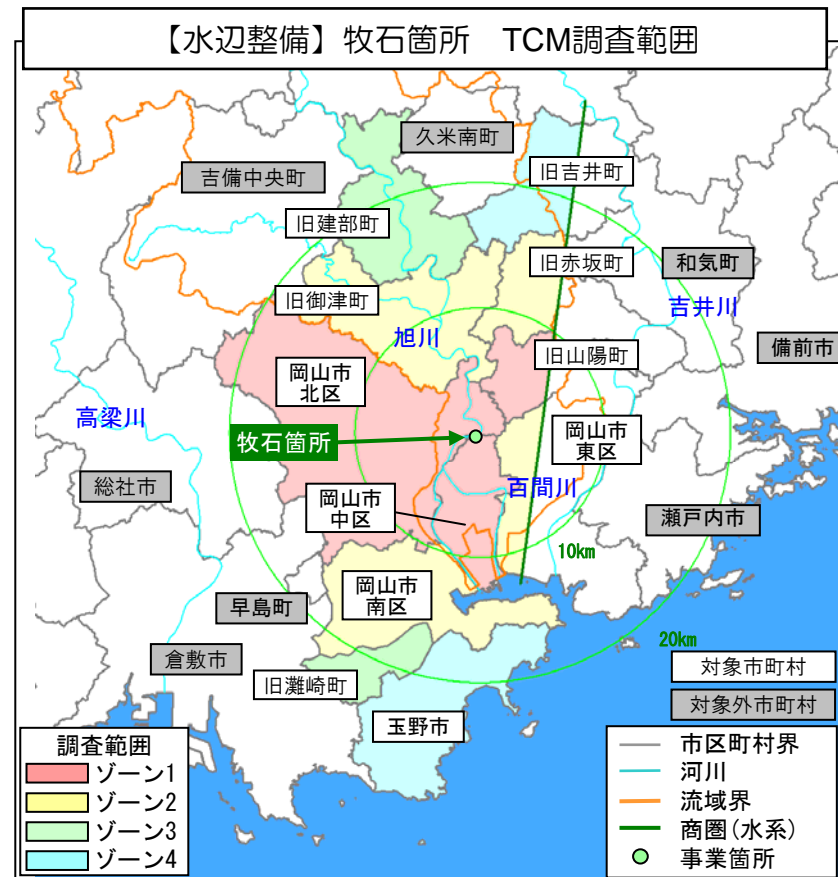 【水辺整備】牧石箇所 TCM調査範囲
久米南町
旧吉井町
吉備中央町
旧建部町
旧赤坂町
和気町
旧御津町
吉井川
旭川
備前市
旧山陽町
岡山市
北区
高梁川
牧石箇所
岡山市
東区
総社市
岡山市
中区
百間川
瀬戸内市
10km
岡山市
南区
早島町
20km
倉敷市
旧灘崎町
対象市町村
対象外市町村
玉野市
調査範囲
ゾーン1
ゾーン2
ゾーン3
ゾーン4
市区町村界
河川
流域界
商圏(水系)
事業箇所